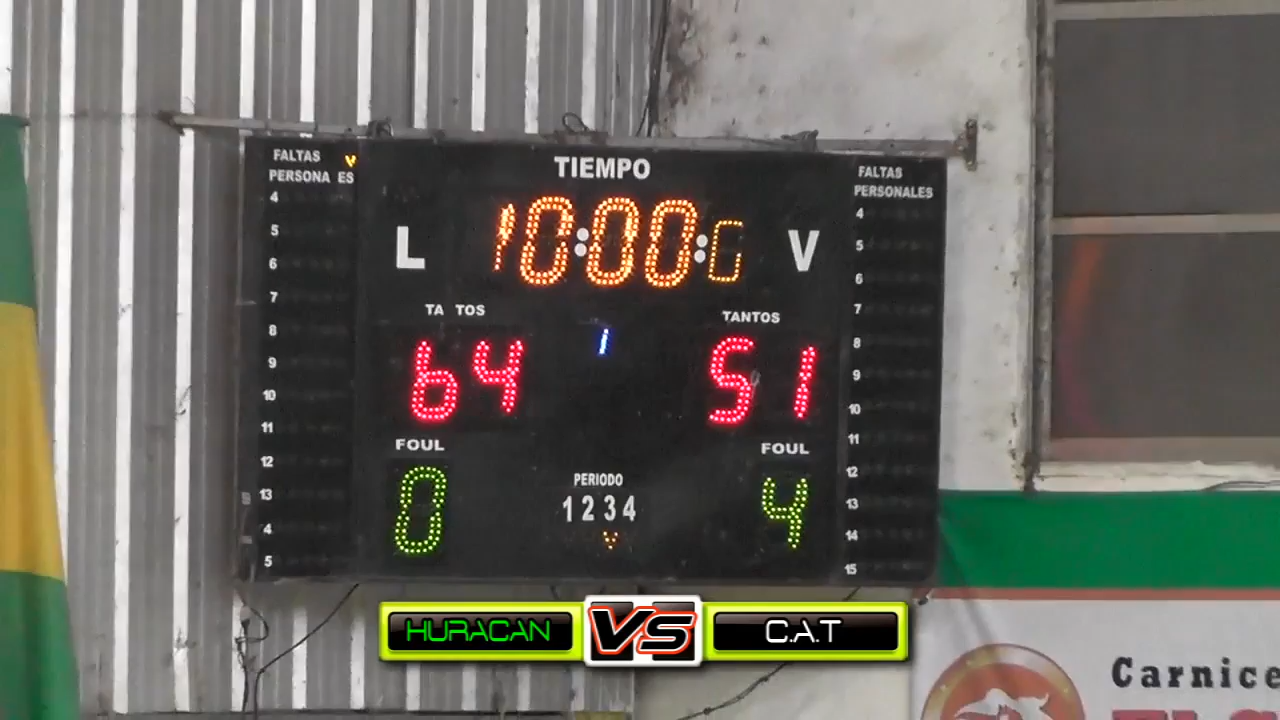 FALTAS
PERSONA ES
4
5
6
7
8
9
10
11
12
13
4
5
TIEMPO
L
10:00:0
V
TA TOS
64
1
TANTOS
51
FOUL
0
PERIODO
1 2 3 4
FOUL
4
FALTAS
PERSONALES
4
5
6
7
8
9
10
11
12
13
14
15
HURACAN
VS
C.A.T
Carnice